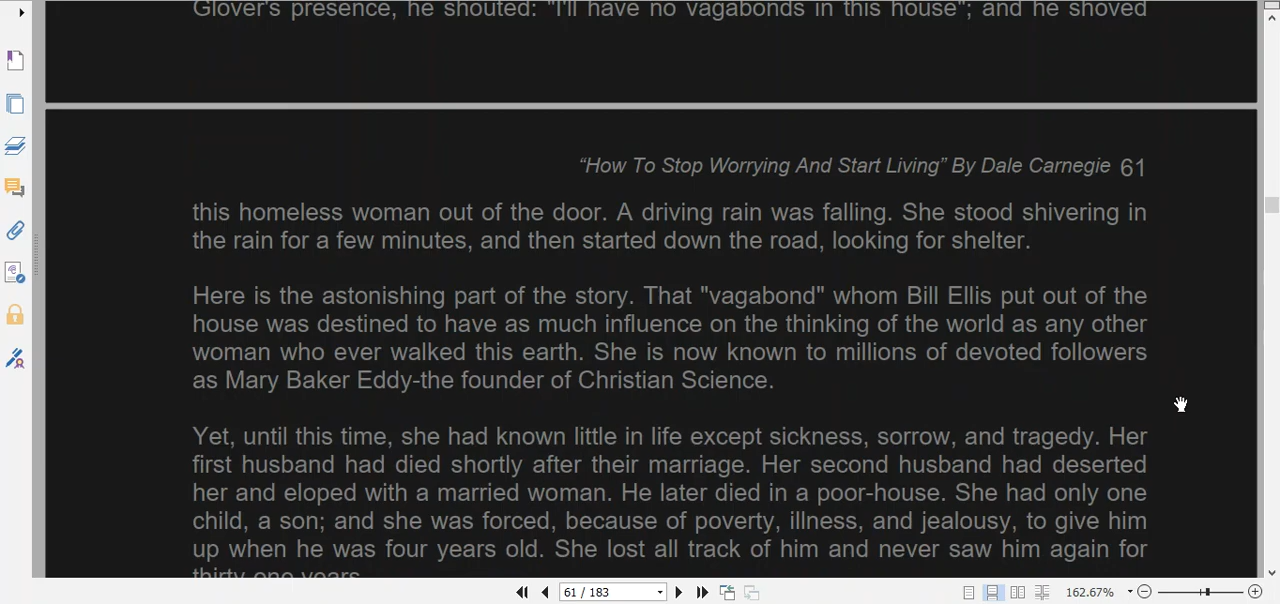 Glover's presence, he shouted: "I'll have no vagabonds in this house"; and he shoved
“How To Stop Worrying And Start Living” By Dale Carnegie 61
this homeless woman out of the door. A driving rain was falling. She stood shivering in
the rain for a few minutes, and then started down the road, looking for shelter.
Here is the astonishing part of the story. That "vagabond" whom Bill Ellis put out of the
house was destined to have as much influence on the thinking of the world as any other
woman who ever walked this earth. She is now known to millions of devoted followers
as Mary Baker Eddy-the founder of Christian Science.
Yet, until this time, she had known little in life except sickness, sorrow, and tragedy. Her
first husband had died shortly after their marriage. Her second husband had deserted
her and eloped with a married woman. He later died in a poor-house. She had only one
child, a son; and she was forced, because of poverty, illness, and jealousy, to give him
up when he was four years old. She lost all track of him and never saw him again for
thirty-one years.
61 / 183
162.67%